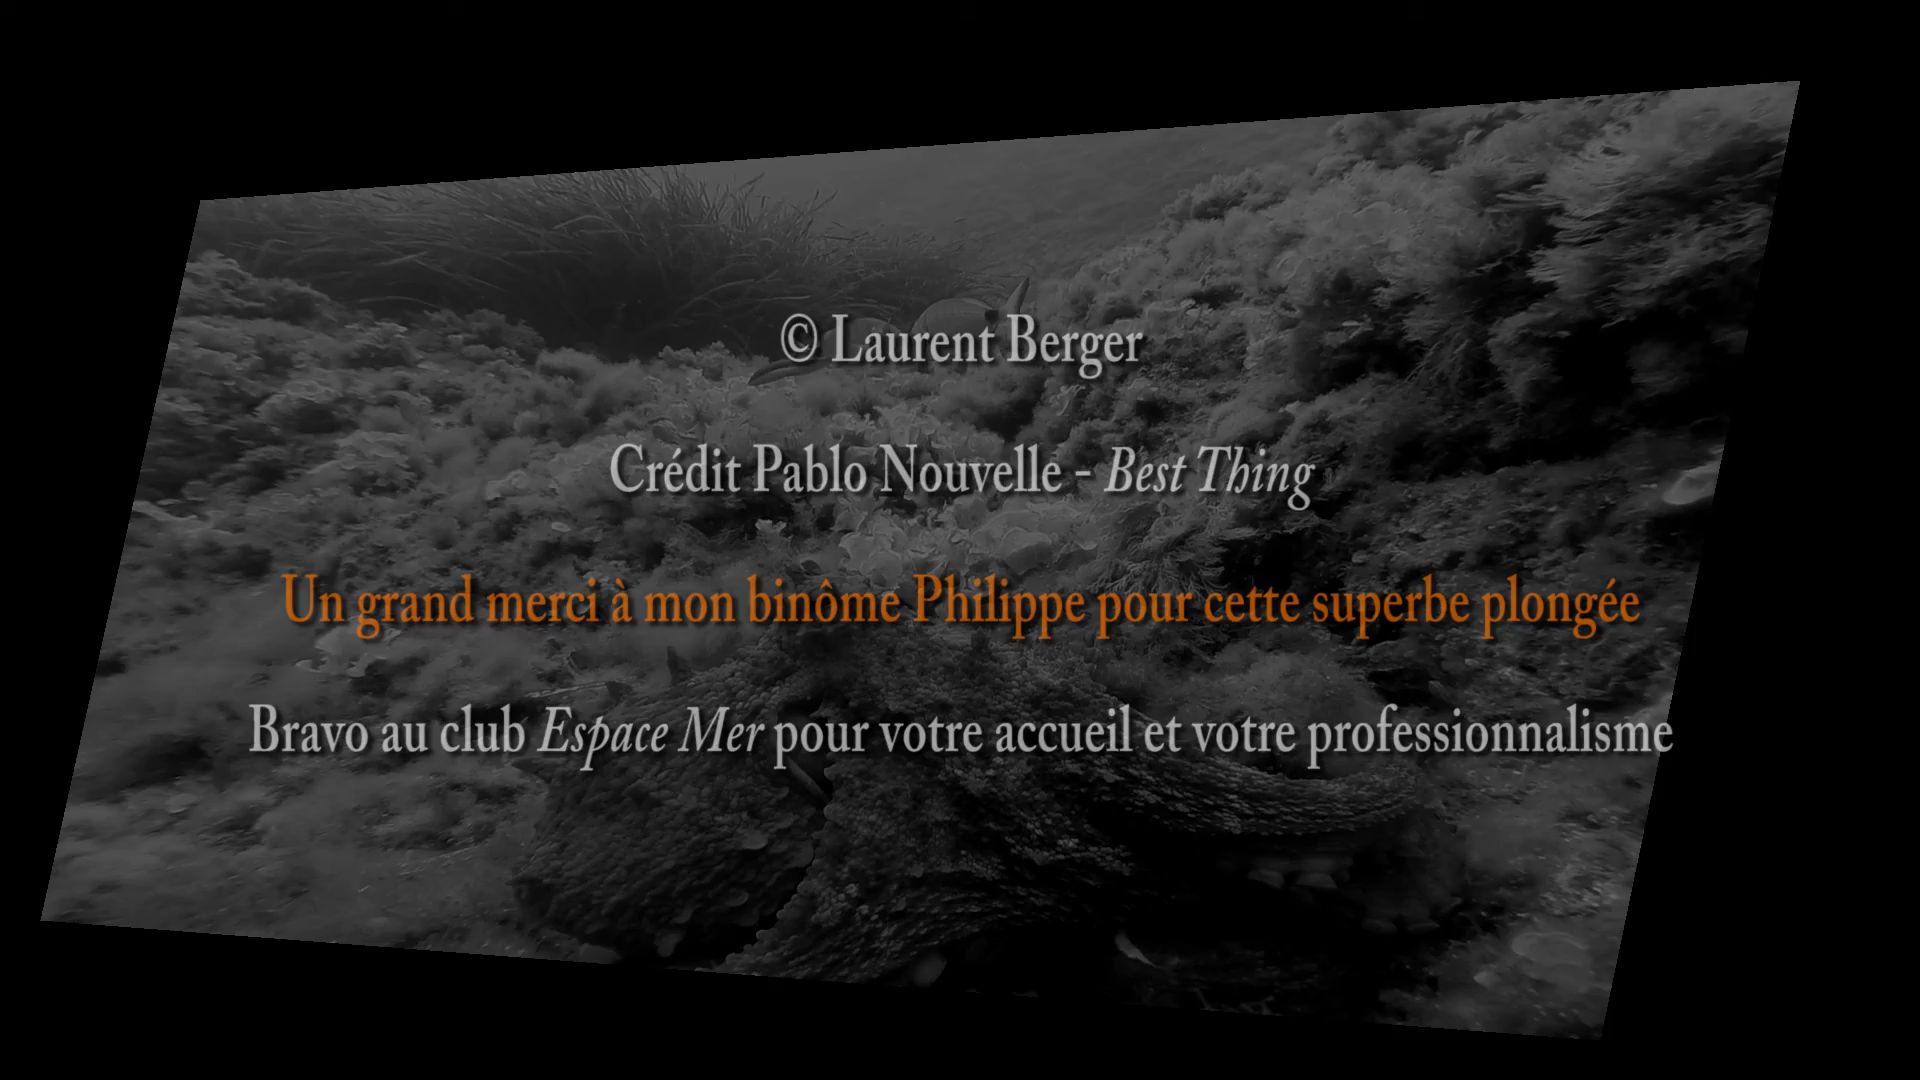 © Laurent Berger
Crédit Pablo Nouvelle - Best Thing
Un grand merci à mon binôme Philippe pour cette superbe plongée
Bravo au club Espace Mer pour votre accueil et votre professionnalisme